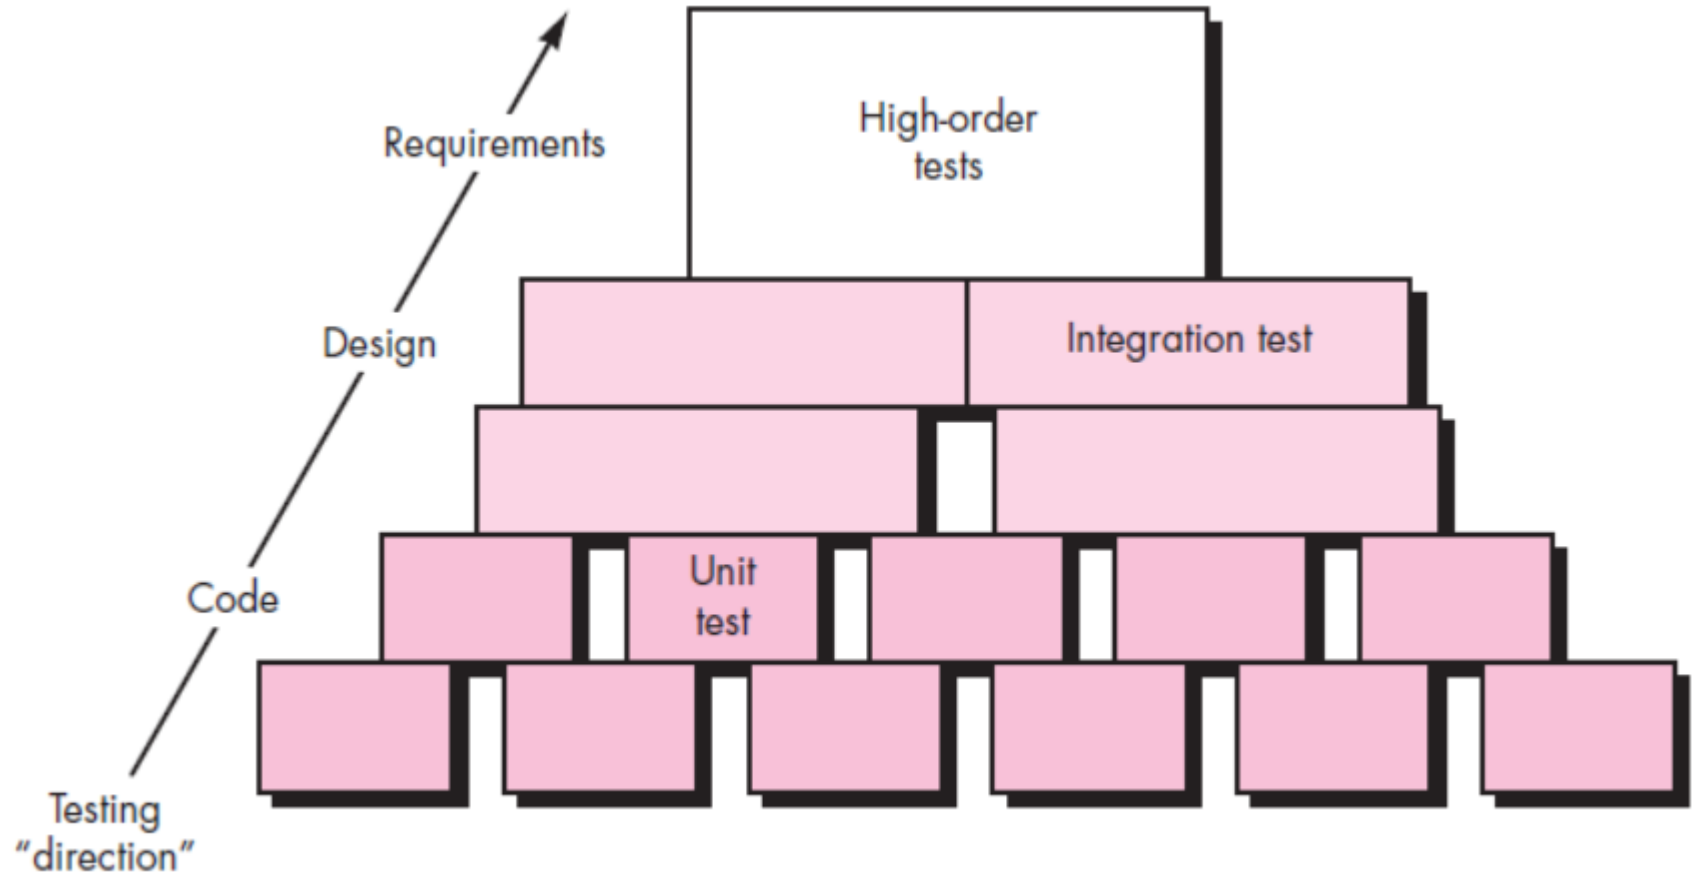 High-order
tests
Requirements
Integration test
Design
Unit
test
Code
Testing
“direction”